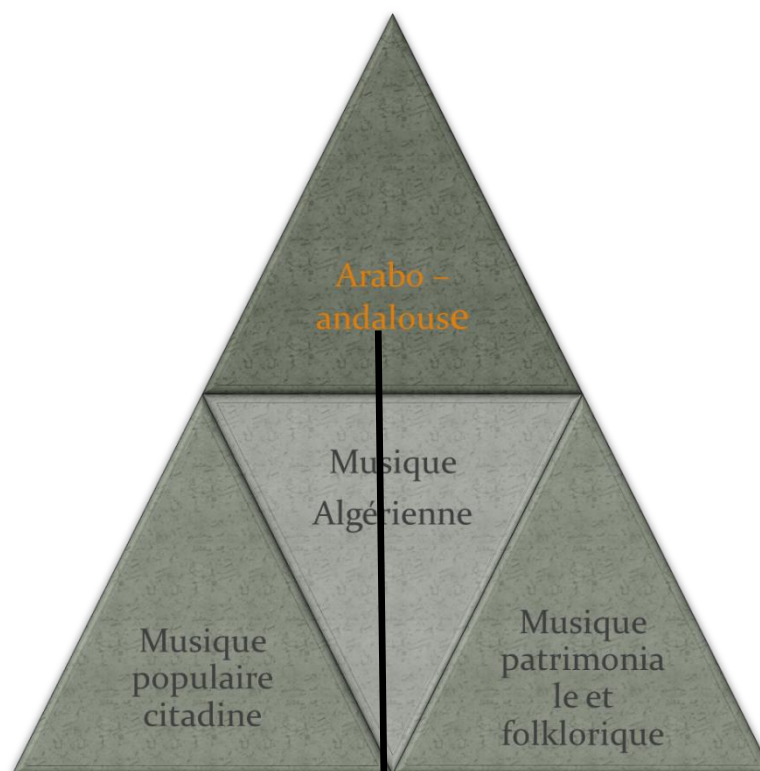 Arabo –
andalouse
Musique
Algérienne
Musique
populaire
citadine
Musique
patrimonia
le et
folklorique